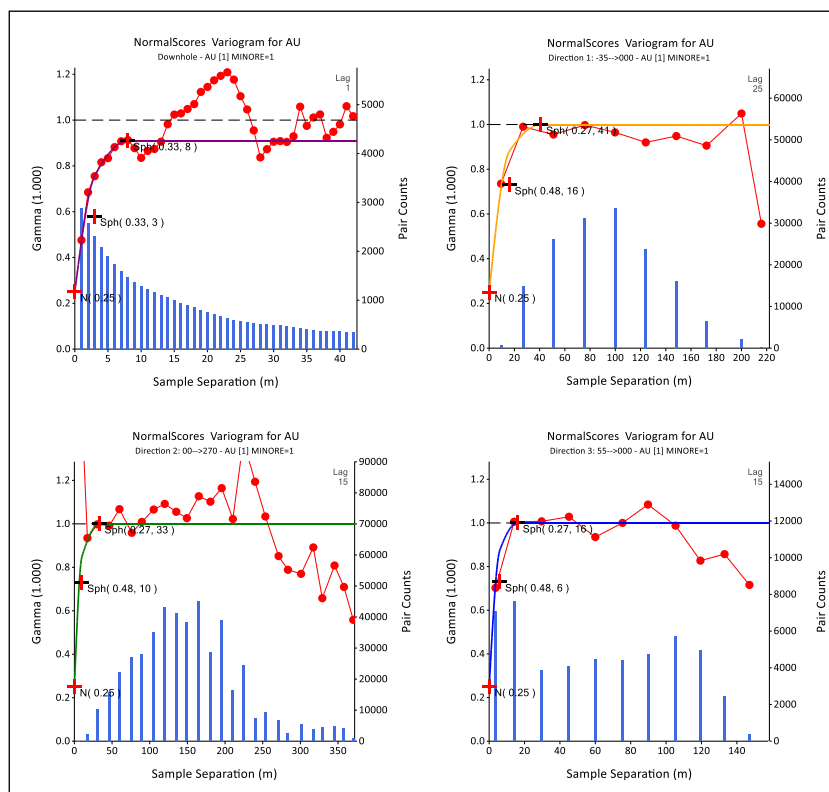 NormalScores Variogram for AU
Downhole - AU [1] MINORE=1
Lag
1
1.2
1.0
0.8
0.6
0.4
0.2
0.0
Gamma (1.000)
Sph( 0.33, 8 )
Sph( 0.33, 3 )
N( 0.25 )
5000
4000
3000
2000
1000
0
Pair Counts
0 5 10 15 20 25 30 35 40
Sample Separation (m)
NormalScores Variogram for AU
Direction 1: -35-->000 - AU [1] MINORE=1
Lag
25
1.2
1.0
0.8
0.6
0.4
0.2
0.0
Gamma (1.000)
Sph( 0.27, 41 )
Sph( 0.48, 16 )
N( 0.25 )
60000
50000
40000
30000
20000
10000
0
Pair Counts
0 20 40 60 80 100 120 140 160 180 200 220
Sample Separation (m)
NormalScores Variogram for AU
Direction 2: 00-->270 - AU [1] MINORE=1
Lag
15
1.2
1.0
0.8
0.6
0.4
0.2
0.0
Gamma (1.000)
Sph( 0.27, 33 )
Sph( 0.48, 10 )
N( 0.25 )
90000
80000
70000
60000
50000
40000
30000
20000
10000
0
Pair Counts
0 50 100 150 200 250 300 350
Sample Separation (m)
NormalScores Variogram for AU
Direction 3: 55-->000 - AU [1] MINORE=1
Lag
15
1.2
1.0
0.8
0.6
0.4
0.2
0.0
Gamma (1.000)
Sph( 0.27, 16 )
Sph( 0.48, 6 )
N( 0.25 )
14000
12000
10000
8000
6000
4000
2000
0
Pair Counts
0 20 40 60 80 100 120 140
Sample Separation (m)